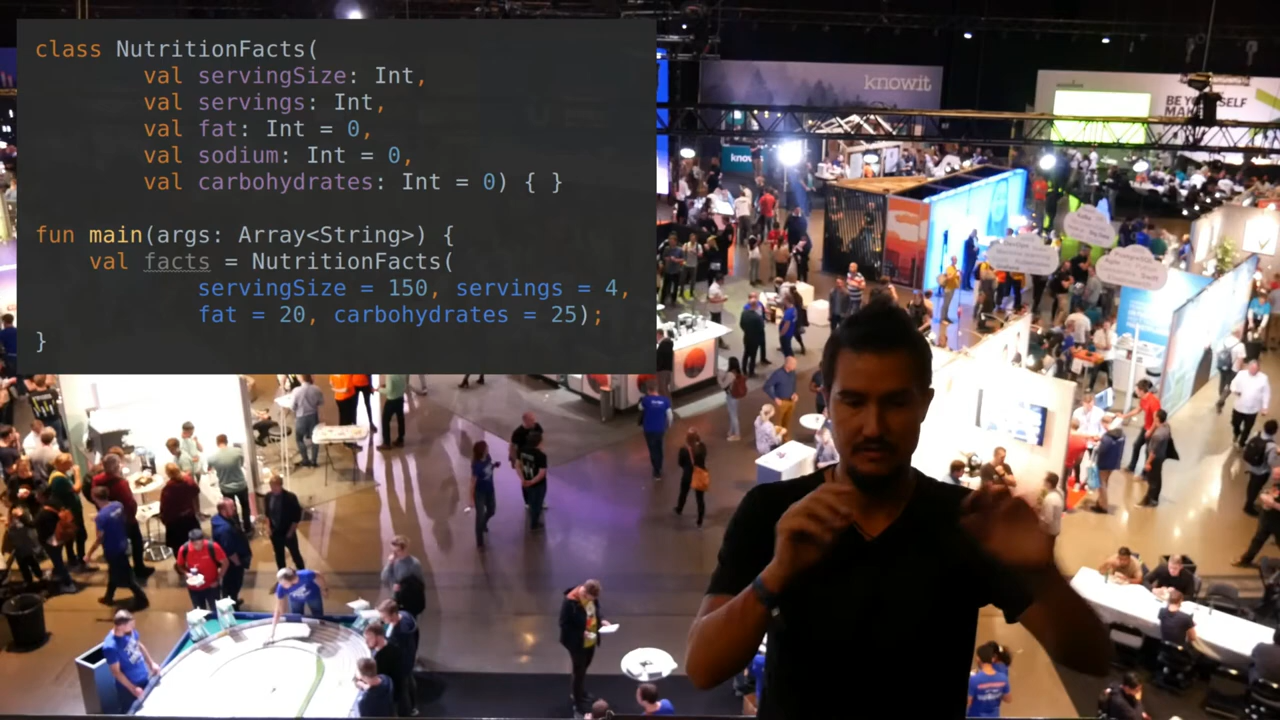 class NutritionFacts(
val servingSize: Int,
val servings: Int,
val fat: Int = 0,
val sodium: Int = 0,
val carbohydrates: Int = 0) { }
fun main(args: Array<String>) {
val facts = NutritionFacts(
servingSize = 150, servings = 4,
fat = 20, carbohydrates = 25);
}
knowit
BE YOURSELF